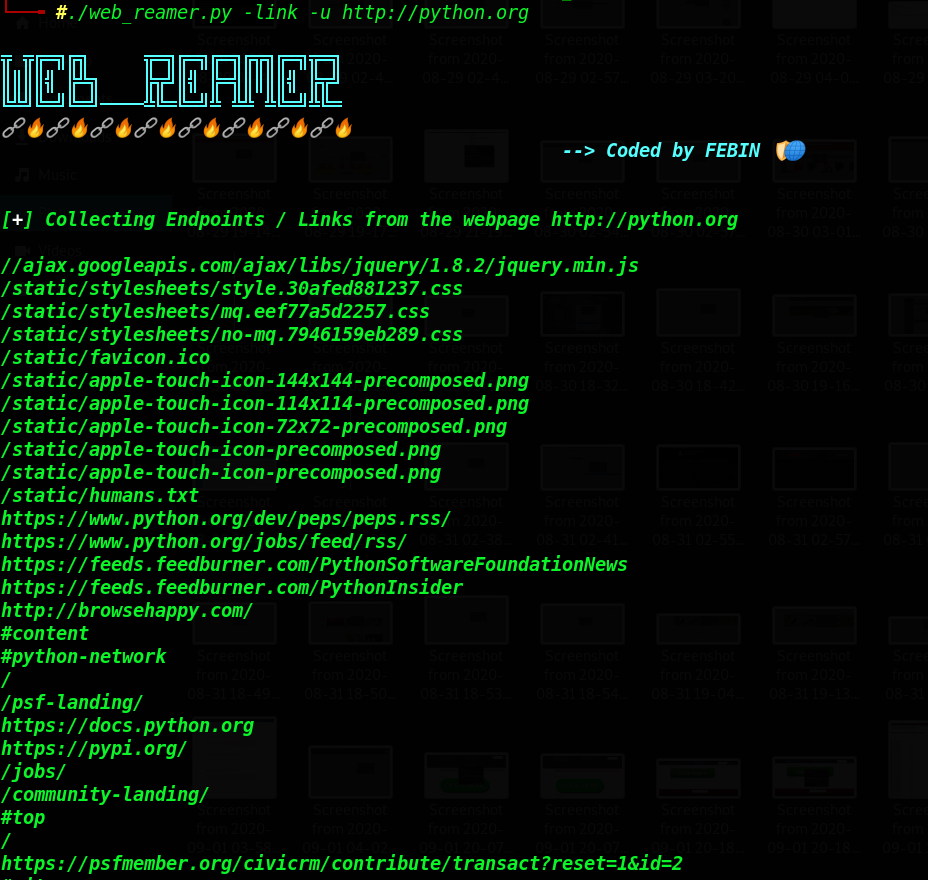 #./web_reamer.py -link -u http://python.org
WEB_REAMER
--> Coded by FEBIN
[+] Collecting Endpoints / Links from the webpage http://python.org
//ajax.googleapis.com/ajax/libs/jquery/1.8.2/jquery.min.js
/static/stylesheets/style.30afed881237.css
/static/stylesheets/mq.eef77a5d2257.css
/static/stylesheets/no-mq.7946159eb289.css
/static/favicon.ico
/static/apple-touch-icon-144x144-precomposed.png
/static/apple-touch-icon-114x114-precomposed.png
/static/apple-touch-icon-72x72-precomposed.png
/static/apple-touch-icon-precomposed.png
/static/apple-touch-icon-precomposed.png
/static/humans.txt
https://www.python.org/dev/peps/peps.rss/
https://www.python.org/jobs/feed/rss/
https://feeds.feedburner.com/PythonSoftwareFoundationNews
https://feeds.feedburner.com/PythonInsider
http://browsehappy.com/
#content
#python-network
/
/psf-landing/
https://docs.python.org
https://pypi.org/
/jobs/
/community-landing/
#top
/
https://psfmember.org/civicrm/contribute/transact?reset=1&id=2